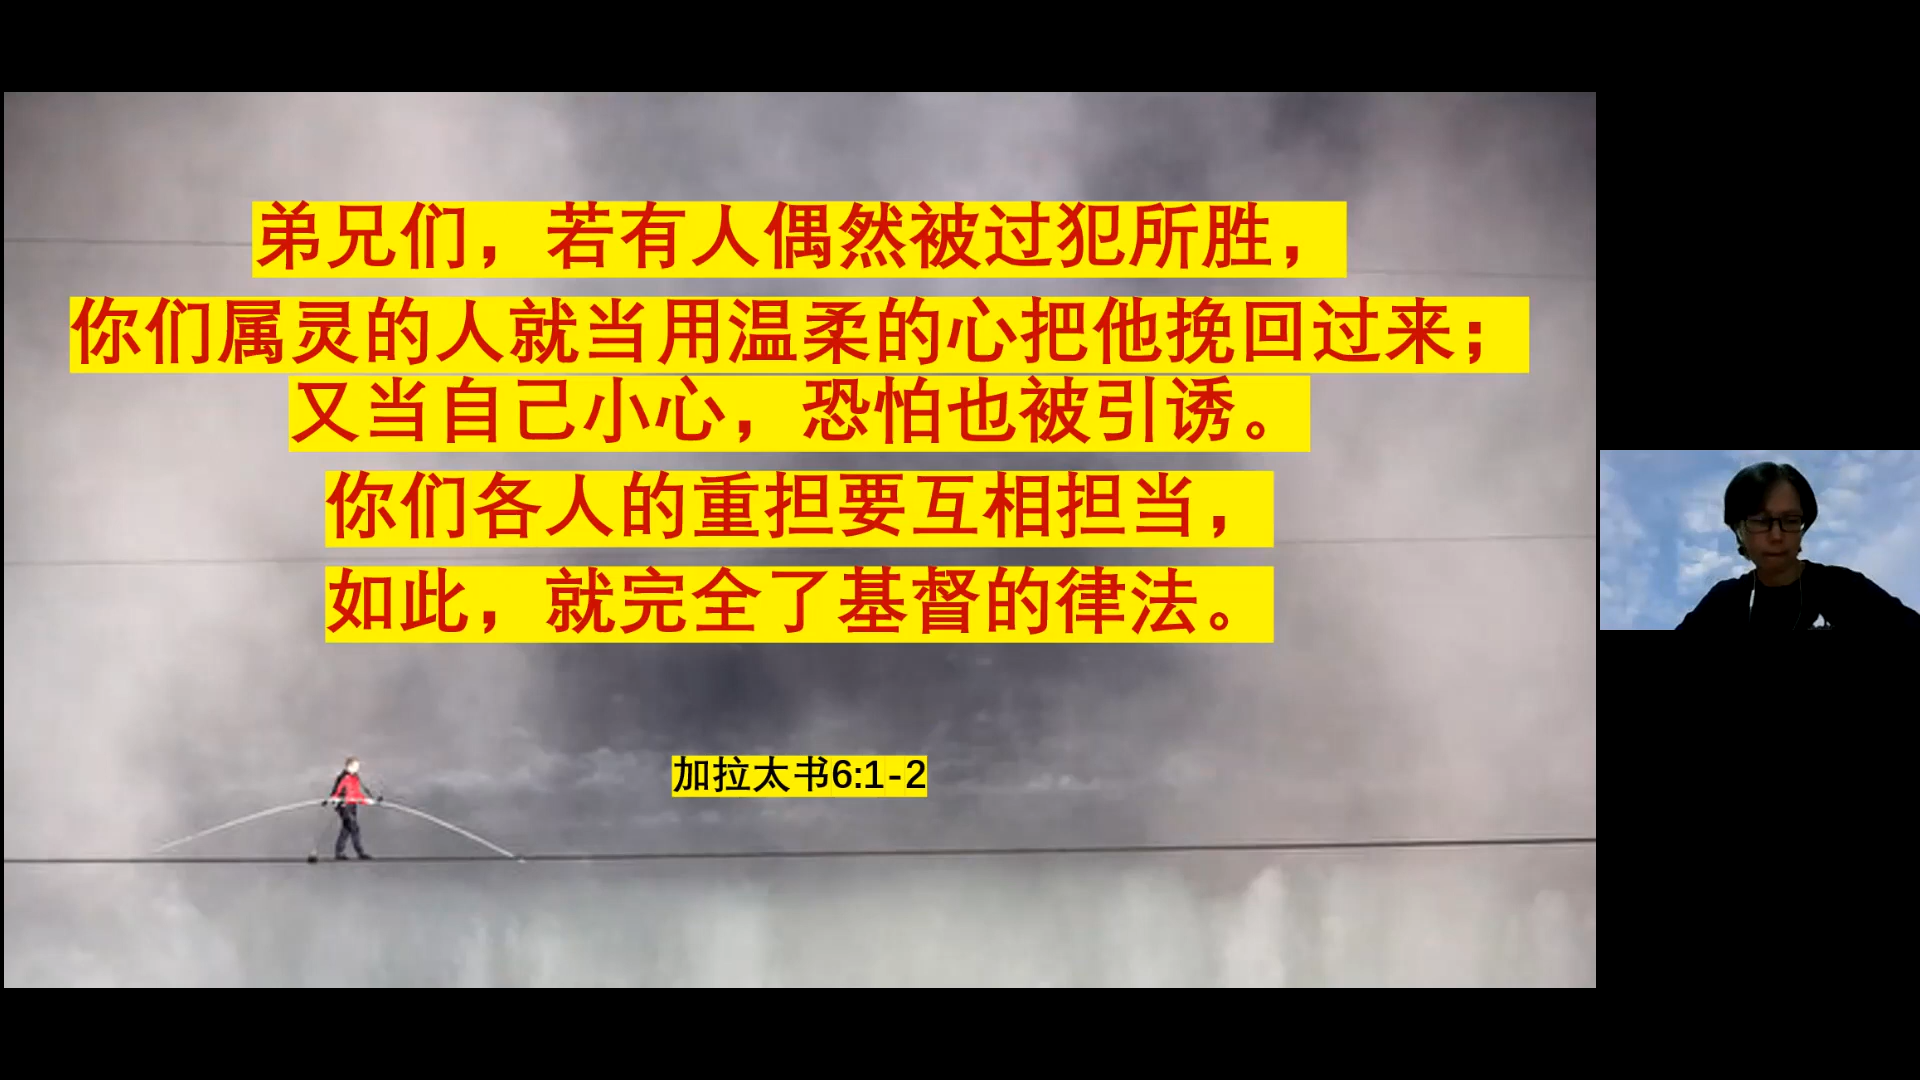 弟兄们，若有人偶然被过犯所胜，
你们属灵的人就当用温柔的心把他挽回过来；
又当自己小心，恐怕也被引诱。
你们各人的重担要互相担当，
如此，就完全了基督的律法。
加拉太书6:1-2